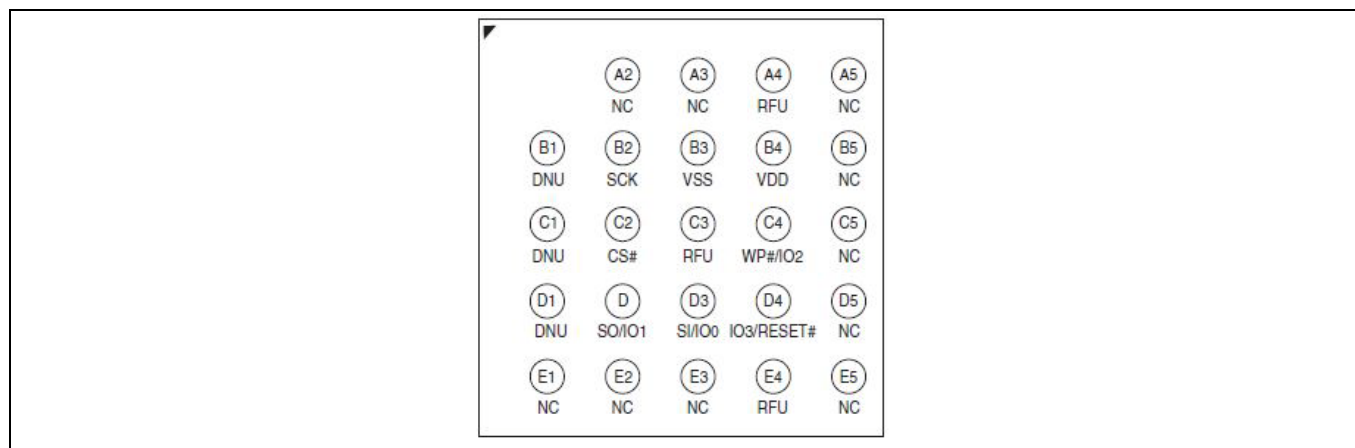 A2 A3 A4 A5
NC NC RFU NC
B1 B2 B3 B4 B5
DNU SCK VSS VDD NC
C1 C2 C3 C4 C5
DNU CS# RFU WP#/IO2 NC
D1 D D3 D4 D5
DNU SO/IO1 SI/IO0 IO3/RESET# NC
E1 E2 E3 E4 E5
NC NC NC RFU NC